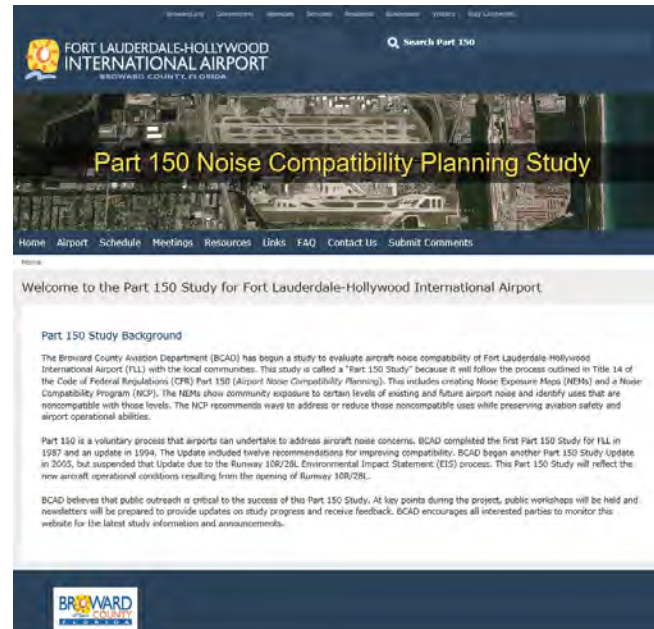 Broward.org Government Agencies Services Residents Businesses Visitors
FORT LAUDERDALE-HOLLYWOOD
INTERNATIONAL AIRPORT
BROWARD COUNTY, FLORIDA
Search Part 150
Part 150 Noise Compatibility Planning Study
Home Airport Schedule Meetings Resources Links FAQ Contact Us Submit Comments
Home
Welcome to the Part 150 Study for Fort Lauderdale-Hollywood International Airport
Part 150 Study Background
The Broward County Aviation Department (BCAD) has begun a study to evaluate aircraft noise compatibility of Fort Lauderdale-Hollywood
International Airport (FLL) with the local communities. This study is called a "Part 150 Study" because it will follow the process outlined in Title 14 of
the Code of Federal Regulations (CFR) Part 150 (Airport Noise Compatibility Planning). This includes creating Noise Exposure Maps (NEMs) and a Noise
Compatibility Program (NCP). The NEMs show community exposure to certain levels of existing and future airport noise and identify uses that are
noncompatible with those levels. The NCP recommends ways to address or reduce those noncompatible uses while preserving aviation safety and
airport operational abilities.
Part 150 is a voluntary process that airports can undertake to address aircraft noise concerns. BCAD completed the first Part 150 Study for FLL in
1987 and an update in 1994. The Update included twelve recommendations for improving compatibility. BCAD began another Part 150 Study Update
in 2005, but suspended that Update due to the Runway 10R/28L Environmental Impact Statement (EIS) process. This Part 150 Study will reflect the
new aircraft operational conditions resulting from the opening of Runway 10R/28L.
BCAD believes that public outreach is critical to the success of this Part 150 Study. At key points during the project, public workshops will be held and
newsletters will be prepared to provide updates on study progress and receive feedback. BCAD encourages all interested parties to monitor this
website for the latest study information and announcements.
BROWARD
COUNTY
FLORIDA